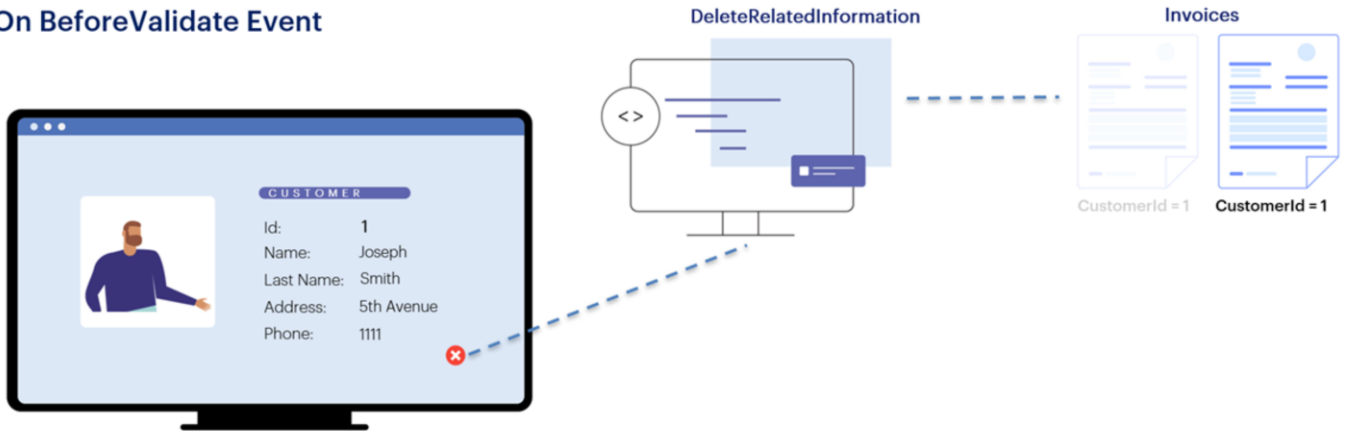 On BeforeValidate Event
DeleteRelatedInformation
Invoices
< >
CUSTOMER
Id: 1
Name: Joseph
Last Name: Smith
Address: 5th Avenue
Phone: 1111
CustomerId = 1
CustomerId = 1